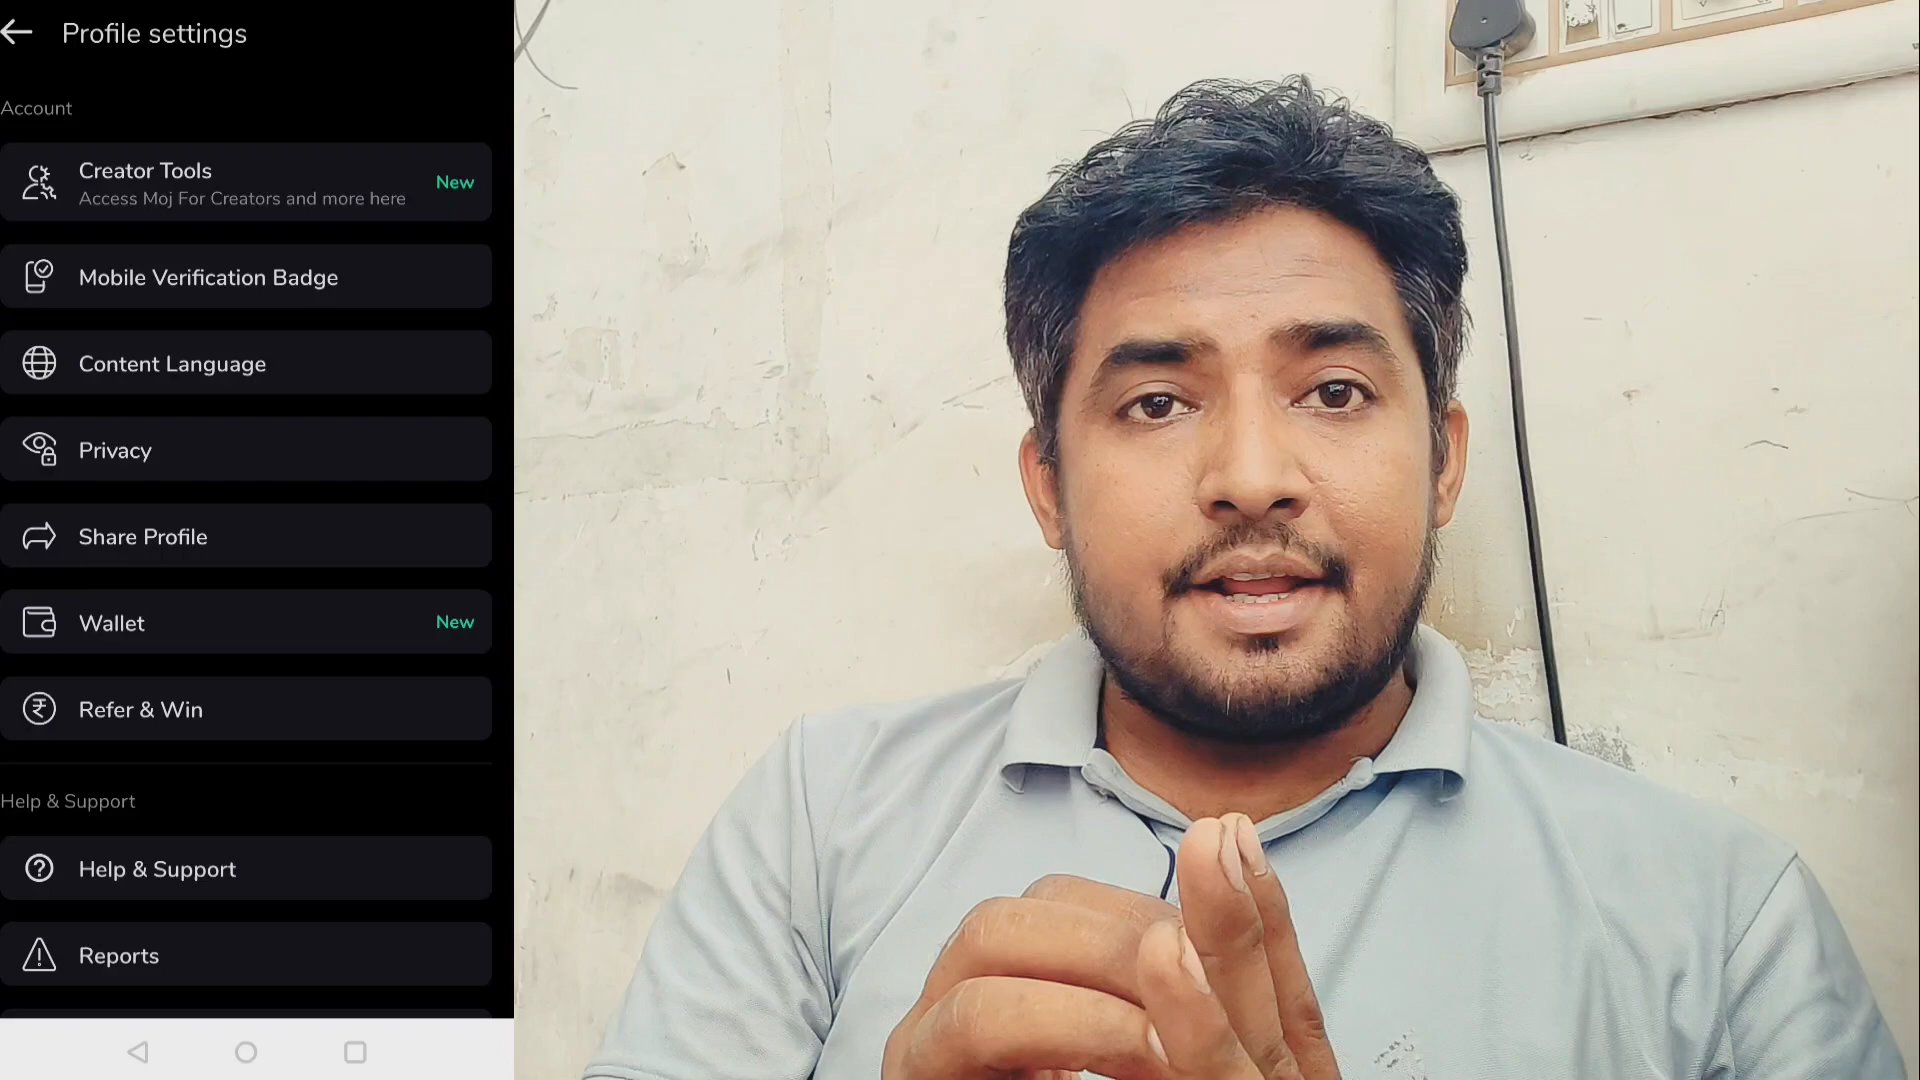 Profile settings
Account
Creator Tools
Access Moj For Creators and more here
New
Mobile Verification Badge
Content Language
Privacy
Share Profile
Wallet
New
Refer & Win
Help & Support
Help & Support
Reports